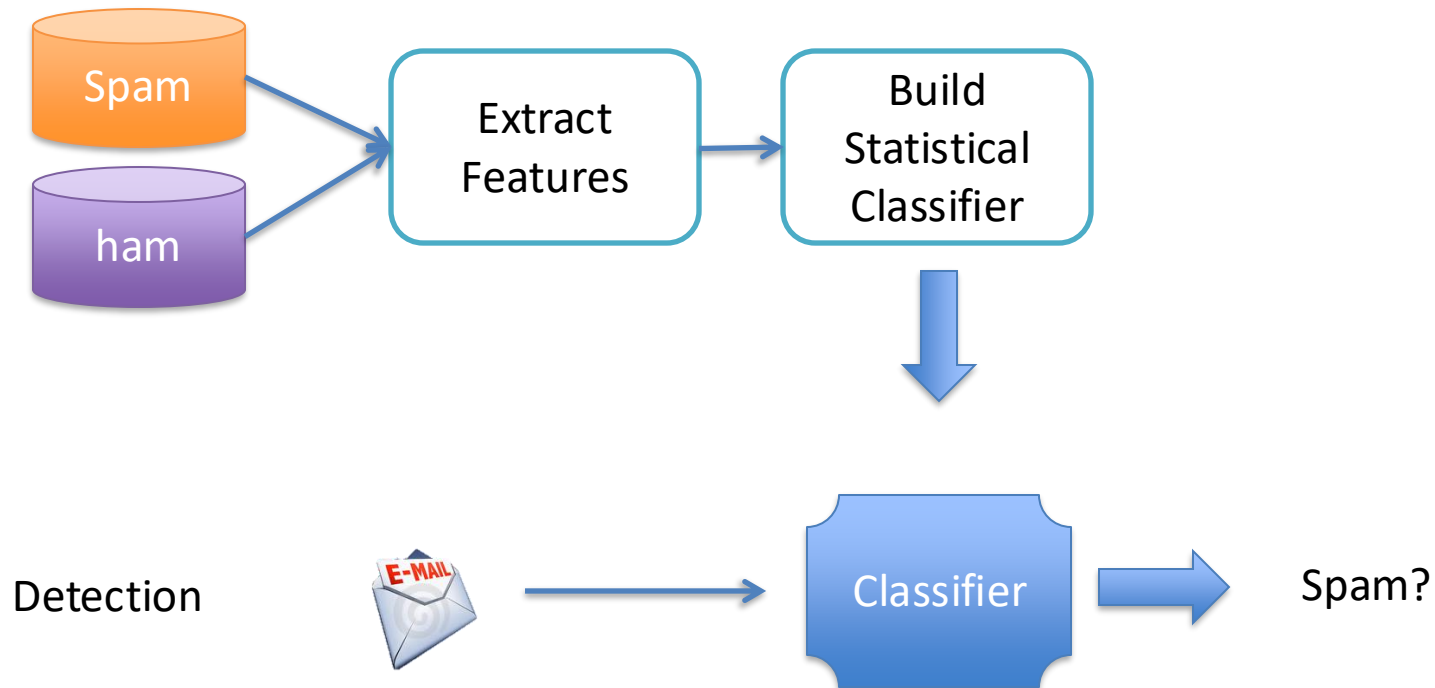 Spam
ham
Extract
Features
Build
Statistical
Classifier
Detection
E-MAIL
Classifier
Spam?